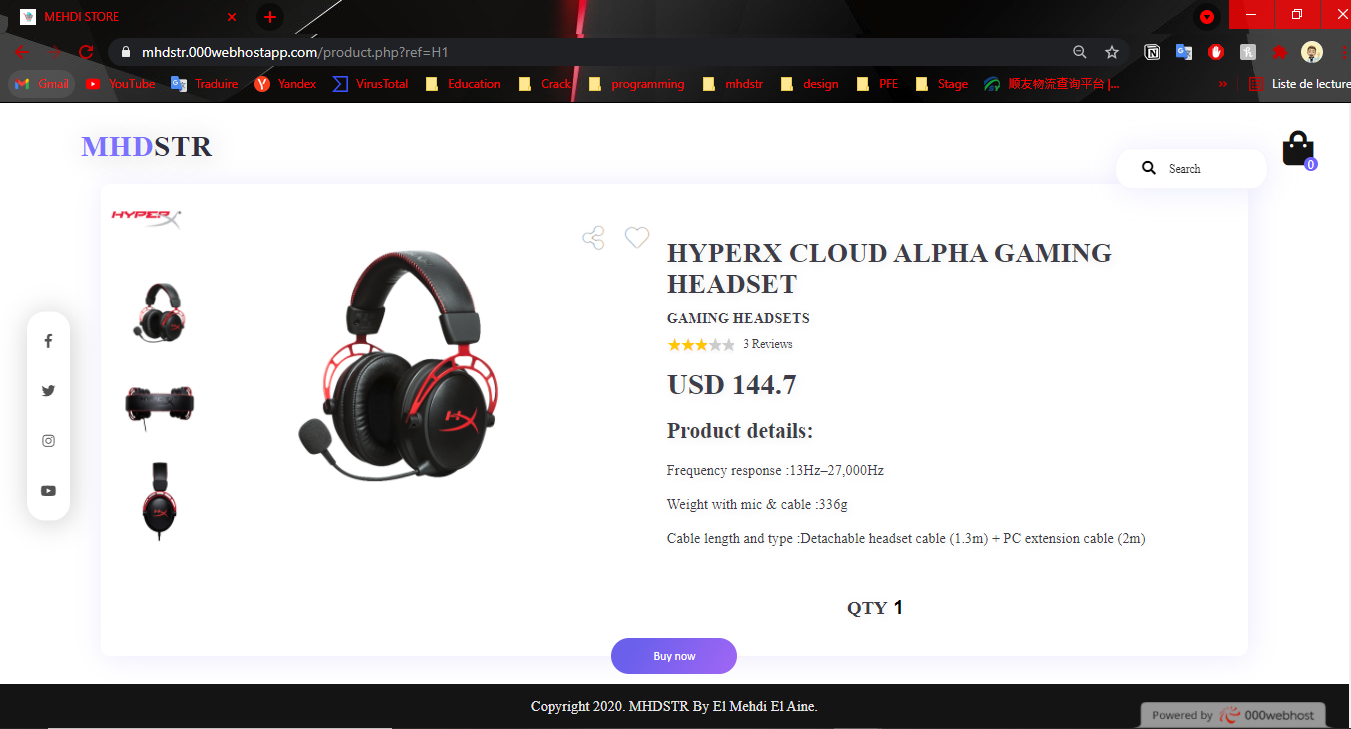 MEHDI STORE
mhdstr.000webhostapp.com/product.php?ref=H1
Gmail YouTube Traduire Yandex VirusTotal Education Crack programming mhdstr design PFE Stage 顺友物流查询平台 |... » Liste de lecture
MHDSTR
0
Search
HYPERX
HYPERX CLOUD ALPHA GAMING
HEADSET
GAMING HEADSETS
3 Reviews
USD 144.7
Product details:
Frequency response :13Hz–27,000Hz
Weight with mic & cable :336g
Cable length and type :Detachable headset cable (1.3m) + PC extension cable (2m)
QTY 1
Buy now
Copyright 2020. MHDSTR By El Mehdi El Aine.
Powered by 000webhost